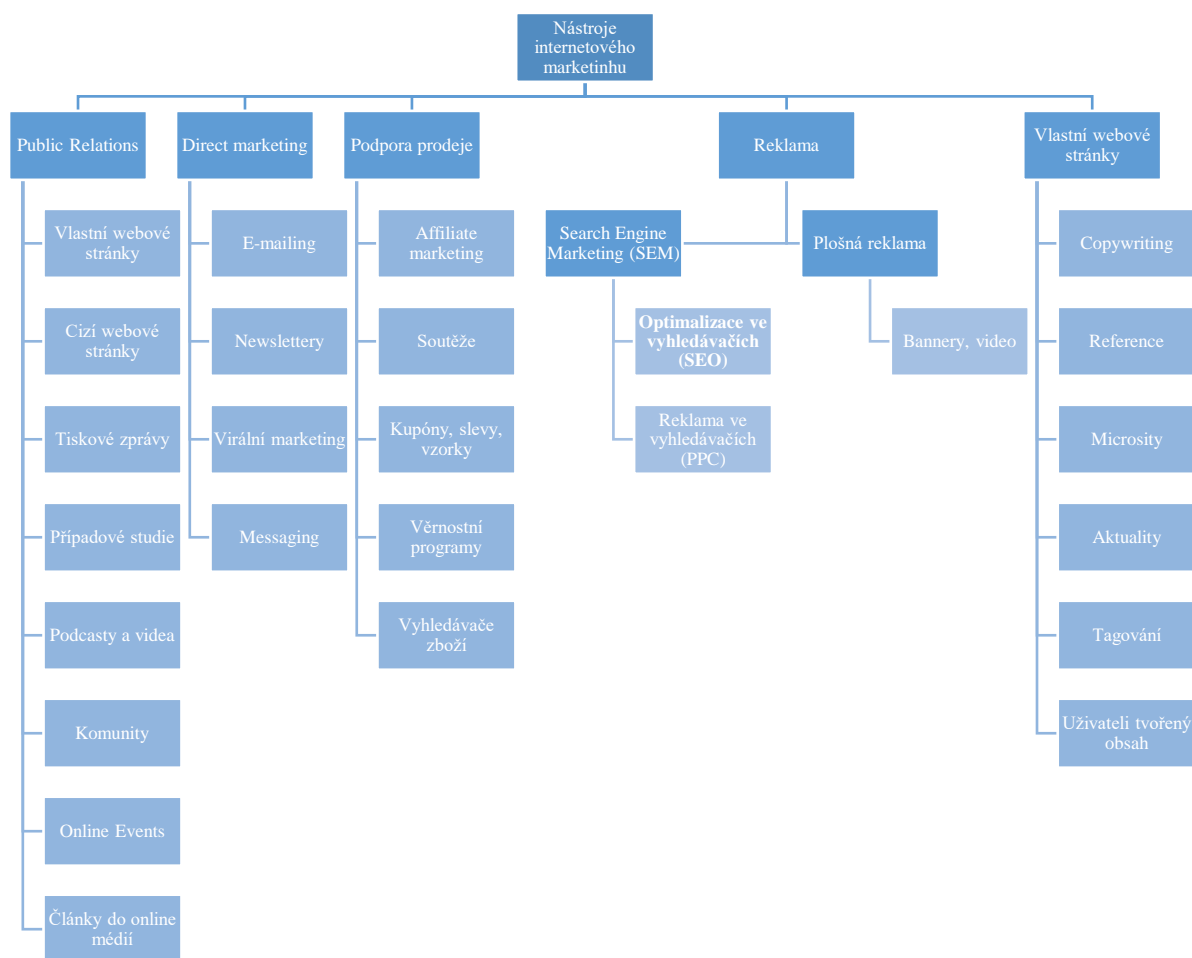 Nástroje
internetového
marketinhu
Public Relations
Vlastní webové
stránky
Cizí webové
stránky
Tiskové zprávy
Případové studie
Podcasty a videa
Komunity
Online Events
Články do online
médií
Direct marketing
E-mailing
Newslettery
Virální marketing
Messaging
Podpora prodeje
Affiliate
marketing
Soutěže
Kupóny, slevy,
vzorky
Věrnostní
programy
Vyhledávače
zboží
Reklama
Search Engine
Marketing (SEM)
Optimalizace ve
vyhledávačích
(SEO)
Reklama ve
vyhledávačích
(PPC)
Plošná reklama
Bannery, video
Vlastní webové
stránky
Copywriting
Reference
Microsity
Aktuality
Tagování
Uživateli tvořený
obsah